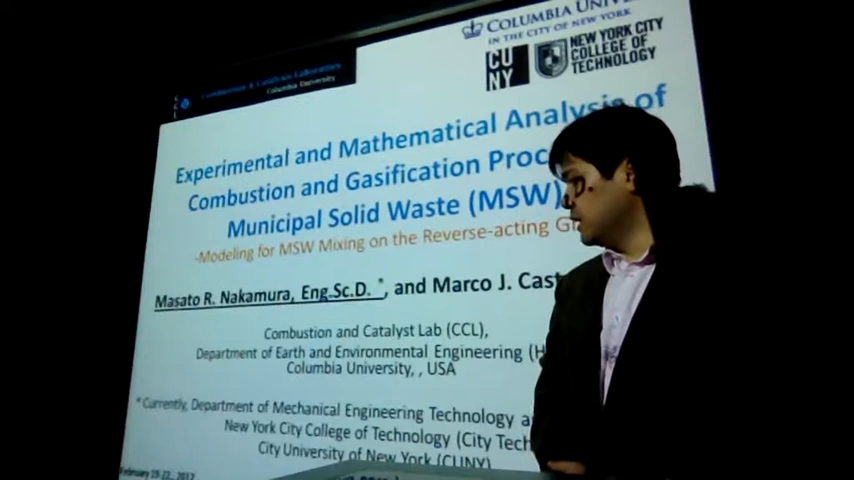 COLUMBIA UNIV
IN THE CITY OF NEW YORK
Combustion & Catalysis Laboratory
Columbia University
CU
NY
NEW YORK CITY
COLLEGE OF
TECHNOLOGY
Experimental and Mathematical Analysis of
Combustion and Gasification Proc
Municipal Solid Waste (MSW)
-Modeling for MSW Mixing on the Reverse-acting G
Masato R. Nakamura, Eng.Sc.D. *, and Marco J. Cast
Combustion and Catalyst Lab (CCL),
Department of Earth and Environmental Engineering (H
Columbia University, , USA
* Currently, Department of Mechanical Engineering Technology a
New York City College of Technology (City Tech
City University of New York (CUNY)